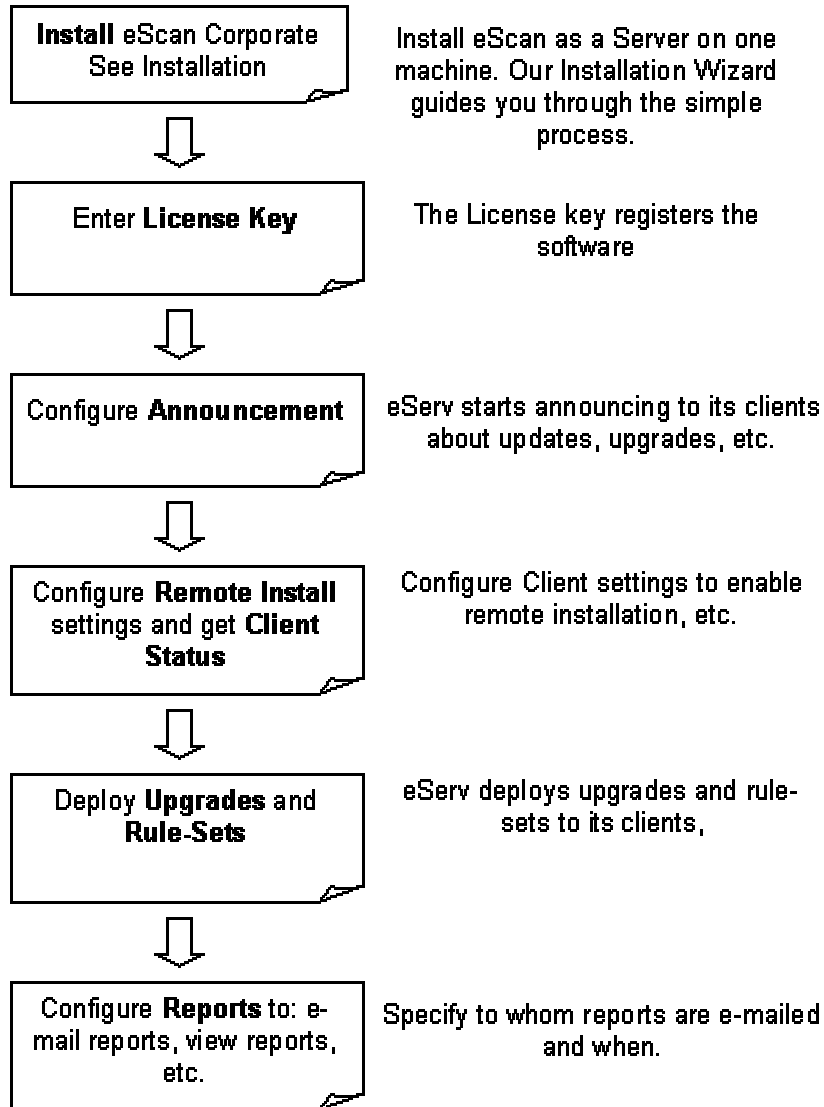 Install eScan Corporate
See Installation
Install eScan as a Server on one
machine. Our Installation Wizard
guides you through the simple
process.
Enter License Key
The License key registers the
software
Configure Announcement
eServ starts announcing to its clients
about updates, upgrades, etc.
Configure Remote Install
settings and get Client
Status
Configure Client settings to enable
remote installation, etc.
Deploy Upgrades and
Rule-Sets
eServ deploys upgrades and rule-
sets to its clients,
Configure Reports to: e-
mail reports, view reports,
etc.
Specify to whom reports are e-mailed
and when.